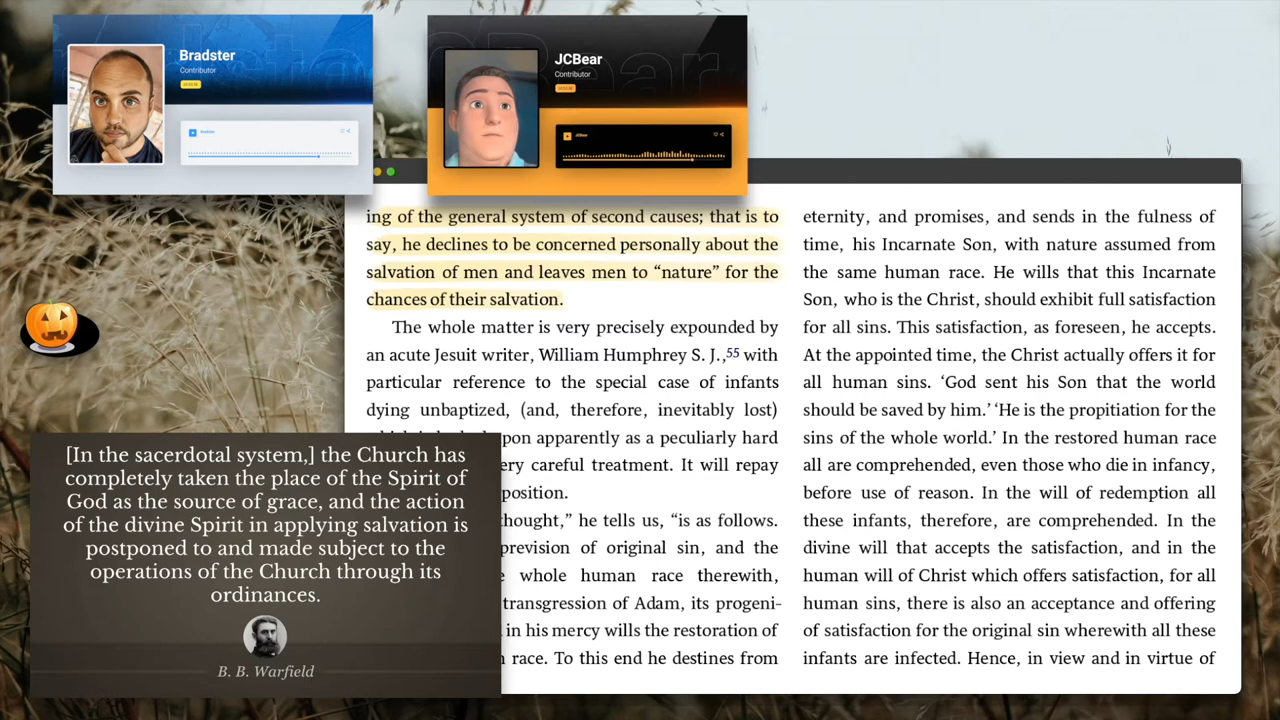 Bradster
Contributor
Bradster
JCBear
Contributor
JCBear
ing of the general system of second causes; that is to
say, he declines to be concerned personally about the
salvation of men and leaves men to “nature” for the
chances of their salvation.
The whole matter is very precisely expounded by
an acute Jesuit writer, William Humphrey S. J.,55 with
particular reference to the special case of infants
dying unbaptized, (and, therefore, inevitably lost)
upon apparently as a peculiarly hard
very careful treatment. It will repay
thought,” he tells us, “is as follows.
prevision of original sin, and the
whole human race therewith,
transgression of Adam, its progeni-
in his mercy wills the restoration of
race. To this end he destines from
eternity, and promises, and sends in the fulness of
time, his Incarnate Son, with nature assumed from
the same human race. He wills that this Incarnate
Son, who is the Christ, should exhibit full satisfaction
for all sins. This satisfaction, as foreseen, he accepts.
At the appointed time, the Christ actually offers it for
all human sins. ‘God sent his Son that the world
should be saved by him.’ ‘He is the propitiation for the
sins of the whole world.’ In the restored human race
all are comprehended, even those who die in infancy,
before use of reason. In the will of redemption all
these infants, therefore, are comprehended. In the
divine will that accepts the satisfaction, and in the
human will of Christ which offers satisfaction, for all
human sins, there is also an acceptance and offering
of satisfaction for the original sin wherewith all these
infants are infected. Hence, in view and in virtue of
[In the sacerdotal system,] the Church has
completely taken the place of the Spirit of
God as the source of grace, and the action
of the divine Spirit in applying salvation is
postponed to and made subject to the
operations of the Church through its
ordinances.
B. B. Warfield